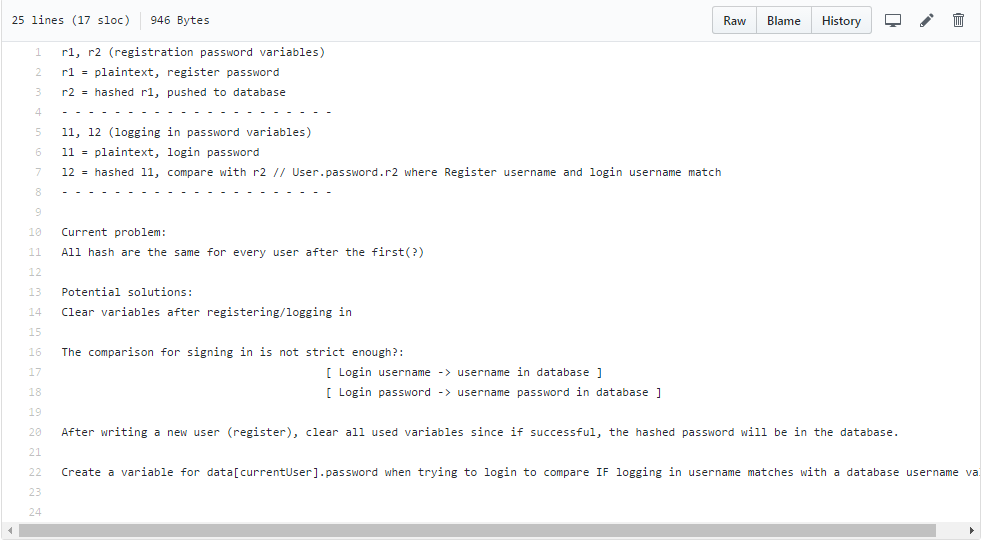 25 lines (17 sloc) 946 Bytes Raw Blame History
1 r1, r2 (registration password variables)
2 r1 = plaintext, register password
3 r2 = hashed r1, pushed to database
4 - - - - - - - - - - - - - - - - - - - - -
5 l1, l2 (logging in password variables)
6 l1 = plaintext, login password
7 l2 = hashed l1, compare with r2 // User.password.r2 where Register username and login username match
8 - - - - - - - - - - - - - - - - - - - - -
9
10 Current problem:
11 All hash are the same for every user after the first(?)
12
13 Potential solutions:
14 Clear variables after registering/logging in
15
16 The comparison for signing in is not strict enough?:
17 [ Login username -> username in database ]
18 [ Login password -> username password in database ]
19
20 After writing a new user (register), clear all used variables since if successful, the hashed password will be in the database.
21
22 Create a variable for data[currentUser].password when trying to login to compare IF logging in username matches with a database username va
23
24